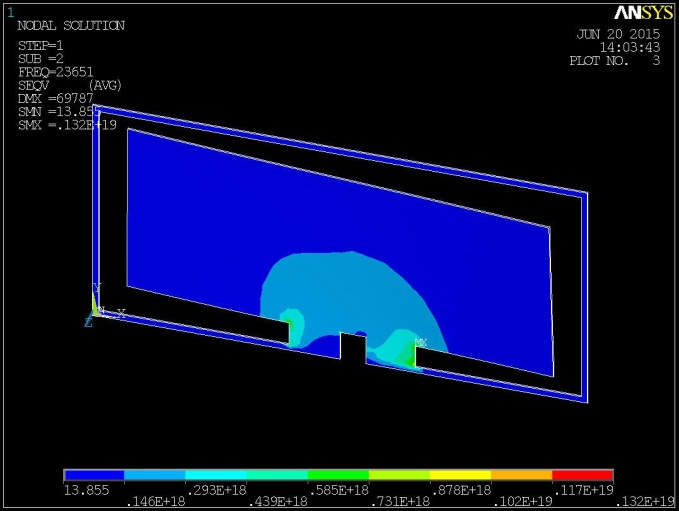 1
NODAL SOLUTION
STEP=1
SUB =2
FREQ=23651
SEQV (AVG)
DMX =69787
SMN =13.855
SMX =.132E+19
ANSYS
JUN 20 2015
14:03:43
PLOT NO. 3
Y
Z
X
MX
13.855
.146E+18
.293E+18
.439E+18
.585E+18
.731E+18
.878E+18
.102E+19
.117E+19
.132E+19